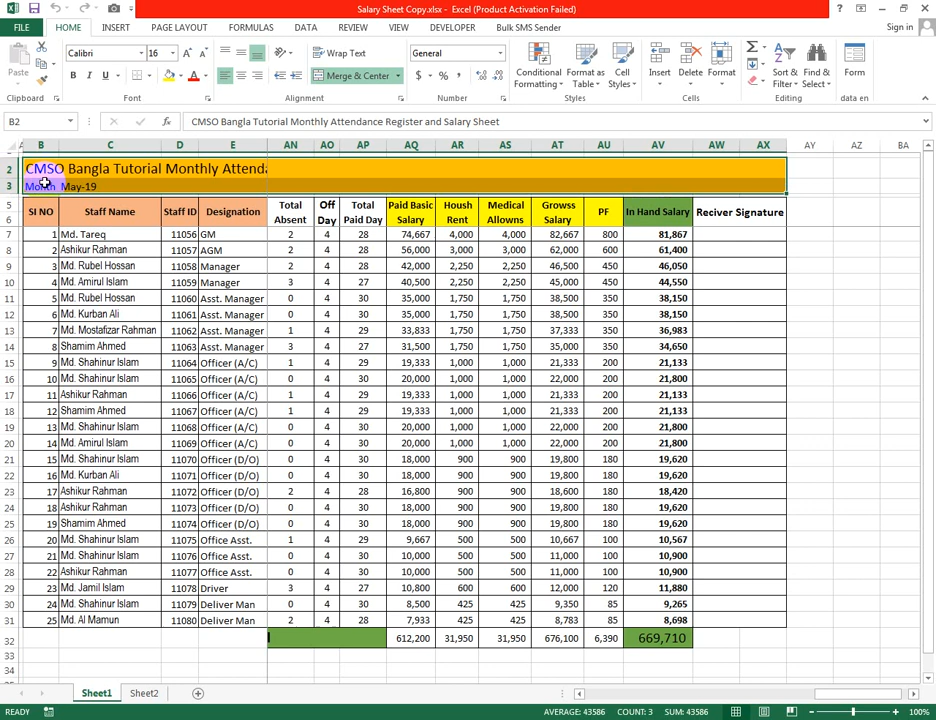 Salary Sheet Copy.xlsx - Excel (Product Activation Failed)
Sign in
FILE HOME INSERT PAGE LAYOUT FORMULAS DATA REVIEW VIEW DEVELOPER Bulk SMS Sender
Paste
Calibri 16
B I U
Wrap Text
Merge & Center
General
$ % ,
Conditional Formatting
Format as Table
Cell Styles
Insert Delete Format
Sort & Filter
Find & Select
Form
Clipboard Font Alignment Number Styles Cells Editing data en
B2 CMSO Bangla Tutorial Monthly Attendance Register and Salary Sheet
A B C D E AN AO AP AQ AR AS AT AU AV AW AX AY AZ BA
2 CMSO Bangla Tutorial Monthly Attenda
3 Month May-19
5 6 SI NO Staff Name Staff ID Designation Total Absent Off Day Total Paid Day Paid Basic Salary Housh Rent Medical Allowns Growss Salary PF In Hand Salary Reciver Signature
7 1 Md. Tareq 11056 GM 2 4 28 74,667 4,000 4,000 82,667 800 81,867
8 2 Ashikur Rahman 11057 AGM 2 4 28 56,000 3,000 3,000 62,000 600 61,400
9 3 Md. Rubel Hossan 11058 Manager 2 4 28 42,000 2,250 2,250 46,500 450 46,050
10 4 Md. Amirul Islam 11059 Manager 3 4 27 40,500 2,250 2,250 45,000 450 44,550
11 5 Md. Rubel Hossan 11060 Asst. Manager 0 4 30 35,000 1,750 1,750 38,500 350 38,150
12 6 Md. Kurban Ali 11061 Asst. Manager 0 4 30 35,000 1,750 1,750 38,500 350 38,150
13 7 Md. Mostafizar Rahman 11062 Asst. Manager 1 4 29 33,833 1,750 1,750 37,333 350 36,983
14 8 Shamim Ahmed 11063 Asst. Manager 3 4 27 31,500 1,750 1,750 35,000 350 34,650
15 9 Md. Shahinur Islam 11064 Officer (A/C) 1 4 29 19,333 1,000 1,000 21,333 200 21,133
16 10 Md. Shahinur Islam 11065 Officer (A/C) 0 4 30 20,000 1,000 1,000 22,000 200 21,800
17 11 Ashikur Rahman 11066 Officer (A/C) 1 4 29 19,333 1,000 1,000 21,333 200 21,133
18 12 Shamim Ahmed 11067 Officer (A/C) 1 4 29 19,333 1,000 1,000 21,333 200 21,133
19 13 Md. Shahinur Islam 11068 Officer (A/C) 0 4 30 20,000 1,000 1,000 22,000 200 21,800
20 14 Md. Amirul Islam 11069 Officer (A/C) 0 4 30 20,000 1,000 1,000 22,000 200 21,800
21 15 Md. Shahinur Islam 11070 Officer (D/O) 0 4 30 18,000 900 900 19,800 180 19,620
22 16 Md. Kurban Ali 11071 Officer (D/O) 0 4 30 18,000 900 900 19,800 180 19,620
23 17 Ashikur Rahman 11072 Officer (D/O) 2 4 28 16,800 900 900 18,600 180 18,420
24 18 Ashikur Rahman 11073 Officer (D/O) 0 4 30 18,000 900 900 19,800 180 19,620
25 19 Shamim Ahmed 11074 Officer (D/O) 0 4 30 18,000 900 900 19,800 180 19,620
26 20 Md. Shahinur Islam 11075 Office Asst. 1 4 29 9,667 500 500 10,667 100 10,567
27 21 Md. Shahinur Islam 11076 Office Asst. 0 4 30 10,000 500 500 11,000 100 10,900
28 22 Ashikur Rahman 11077 Office Asst. 0 4 30 10,000 500 500 11,000 100 10,900
29 23 Md. Jamil Islam 11078 Driver 3 4 27 10,800 600 600 12,000 120 11,880
30 24 Md. Shahinur Islam 11079 Deliver Man 0 4 30 8,500 425 425 9,350 85 9,265
31 25 Md. Al Mamun 11080 Deliver Man 2 4 28 7,933 425 425 8,783 85 8,698
32 612,200 31,950 31,950 676,100 6,390 669,710
33
34
Sheet1 Sheet2
READY AVERAGE: 43586 COUNT: 3 SUM: 43586 100%